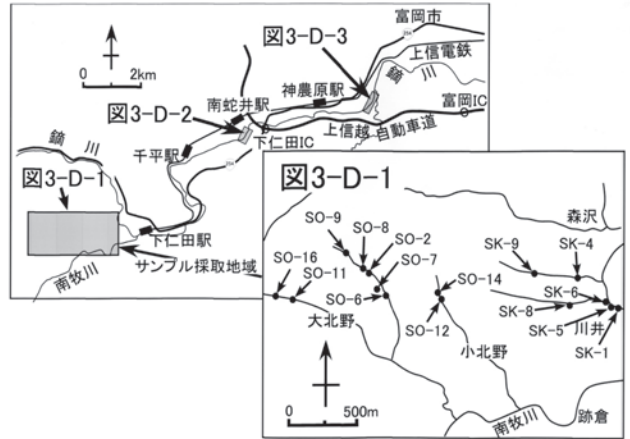 富岡市
254
図3-D-3
上信電鉄
鏑川
神農原駅
南蛇井駅
図3-D-2
富岡IC
上信越自動車道
下仁田IC
千平駅
鏑川
254
図3-D-1
下仁田駅
サンプル採取地域
南牧川
0 2km
図3-D-1
森沢
SO-9
SO-8
SO-2
SK-9
SK-4
SO-16
SO-11
SO-7
SO-14
SK-6
SO-6
大北野
SO-12
小北野
SK-8
SK-5
川井
SK-1
南牧川
跡倉
0 500m